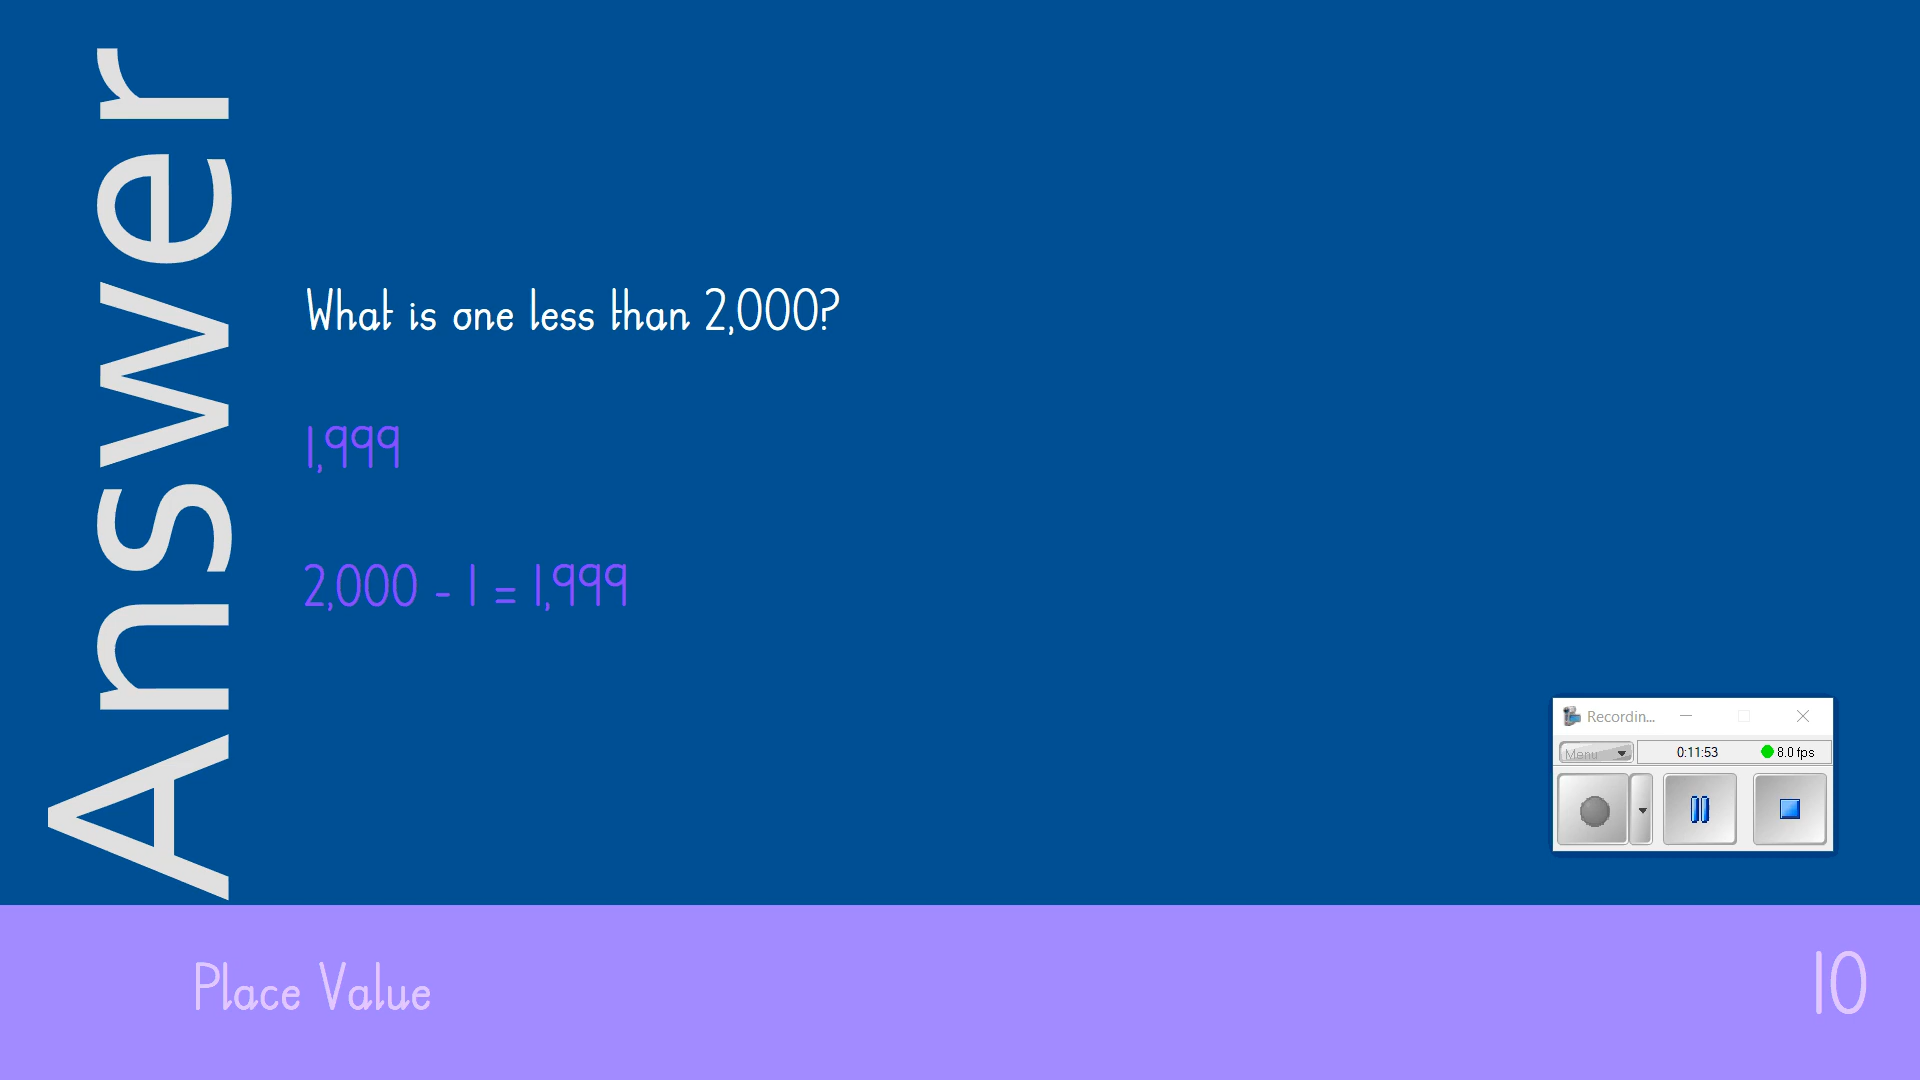 Answer
What is one less than 2,000?
1,999
2,000 - 1 = 1,999
Recordin...
Menu
0:11:53
8.0 fps
Place Value
10